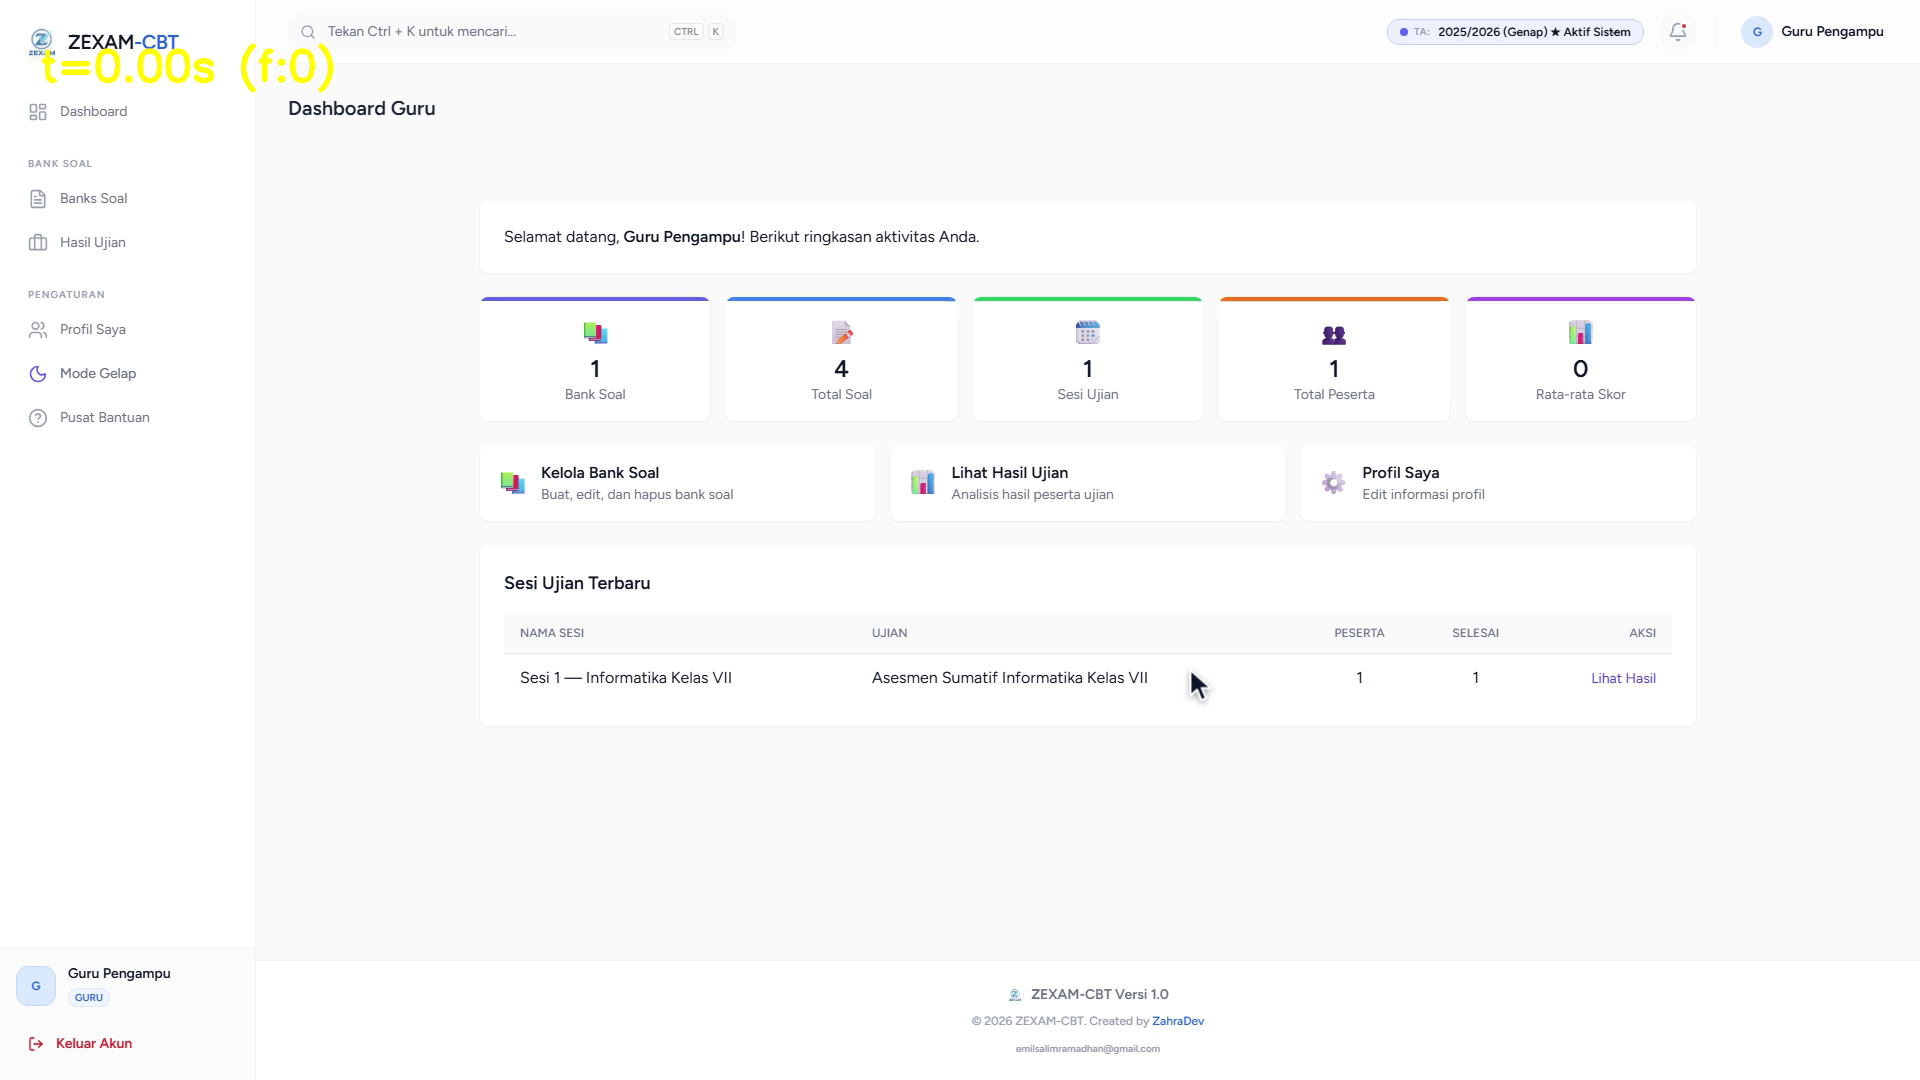 ZEXAM-CBT
ZEXAM
t=0.00s (f:0)
Tekan Ctrl + K untuk mencari...
CTRL K
TA: 2025/2026 (Genap) ★ Aktif Sistem
G Guru Pengampu
Dashboard
BANK SOAL
Banks Soal
Hasil Ujian
PENGATURAN
Profil Saya
Mode Gelap
Pusat Bantuan
G
Guru Pengampu
GURU
Keluar Akun
Dashboard Guru
Selamat datang, Guru Pengampu! Berikut ringkasan aktivitas Anda.
1
Bank Soal
4
Total Soal
1
Sesi Ujian
1
Total Peserta
0
Rata-rata Skor
Kelola Bank Soal
Buat, edit, dan hapus bank soal
Lihat Hasil Ujian
Analisis hasil peserta ujian
Profil Saya
Edit informasi profil
Sesi Ujian Terbaru
NAMA SESI UJIAN PESERTA SELESAI AKSI
Sesi 1 — Informatika Kelas VII Asesmen Sumatif Informatika Kelas VII 1 1 Lihat Hasil
ZEXAM-CBT Versi 1.0
© 2026 ZEXAM-CBT. Created by ZahraDev
emilsalimramadhan@gmail.com